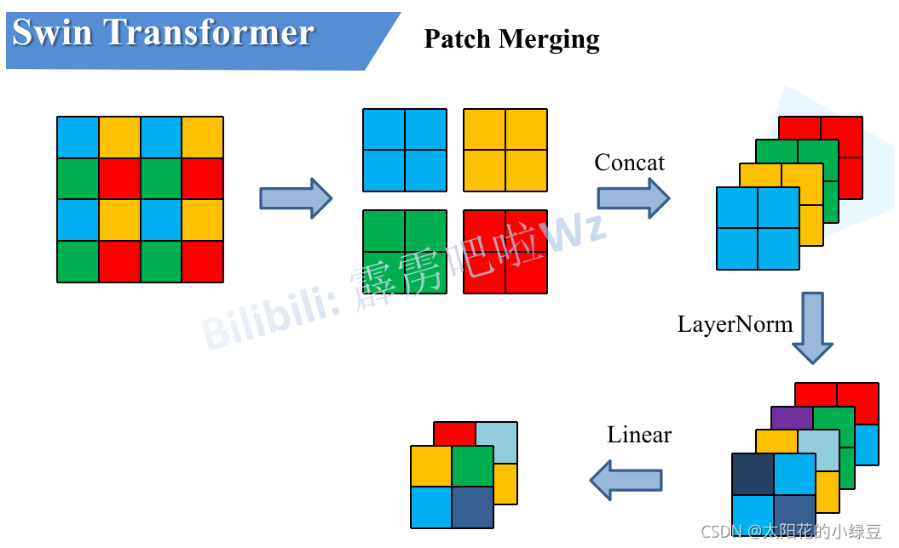 Swin Transformer
Patch Merging
Concat
Bilibili: 霹雳吧啦Wz
LayerNorm
Linear
CSDN @太阳花的小绿豆